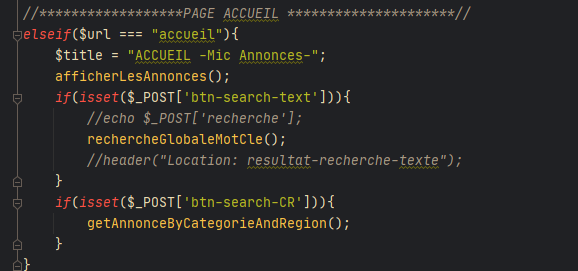 //******************PAGE ACCUEIL *********************//
elseif($url === "accueil"){
$title = "ACCUEIL -Mic Annonces-";
afficherLesAnnonces();
if(isset($_POST['btn-search-text'])){
//echo $_POST['recherche'];
rechercheGlobaleMotCle();
//header("Location: resultat-recherche-texte");
}
if(isset($_POST['btn-search-CR'])){
getAnnonceByCategorieAndRegion();
}
}